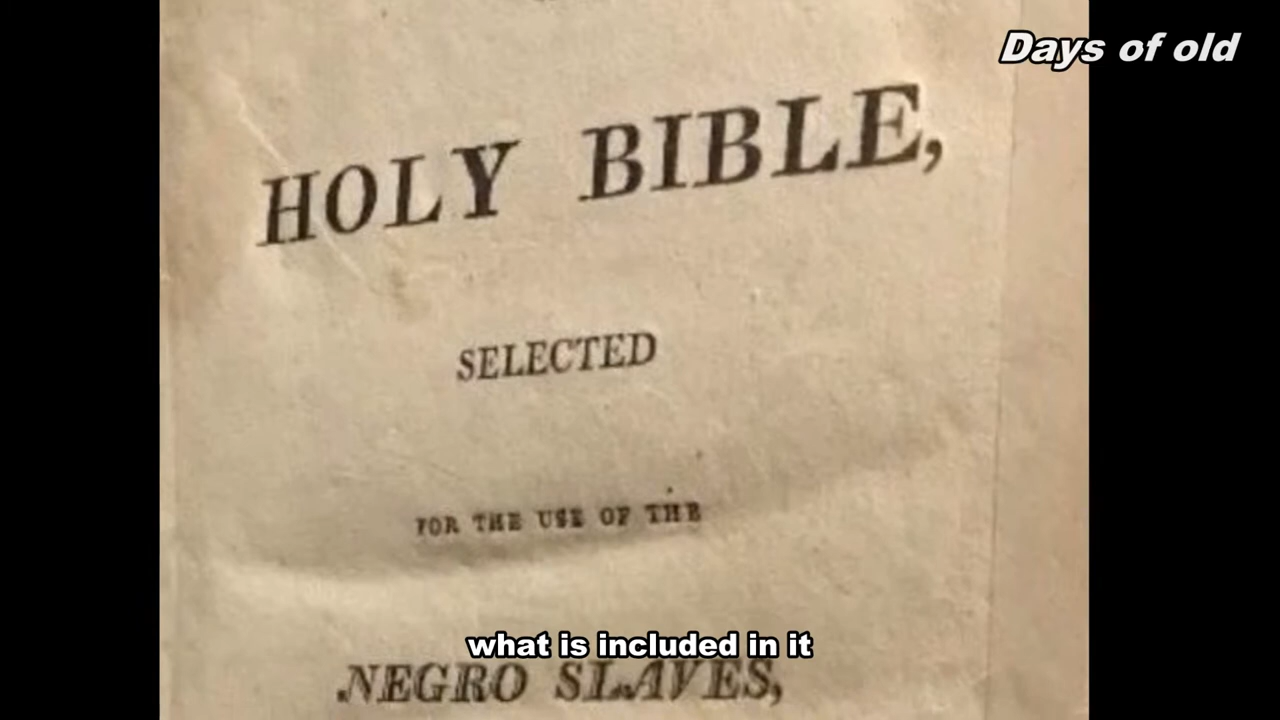 Days of old
HOLY BIBLE,
SELECTED
FOR THE USE OF THE
what is included in it
NEGRO SLAVES,